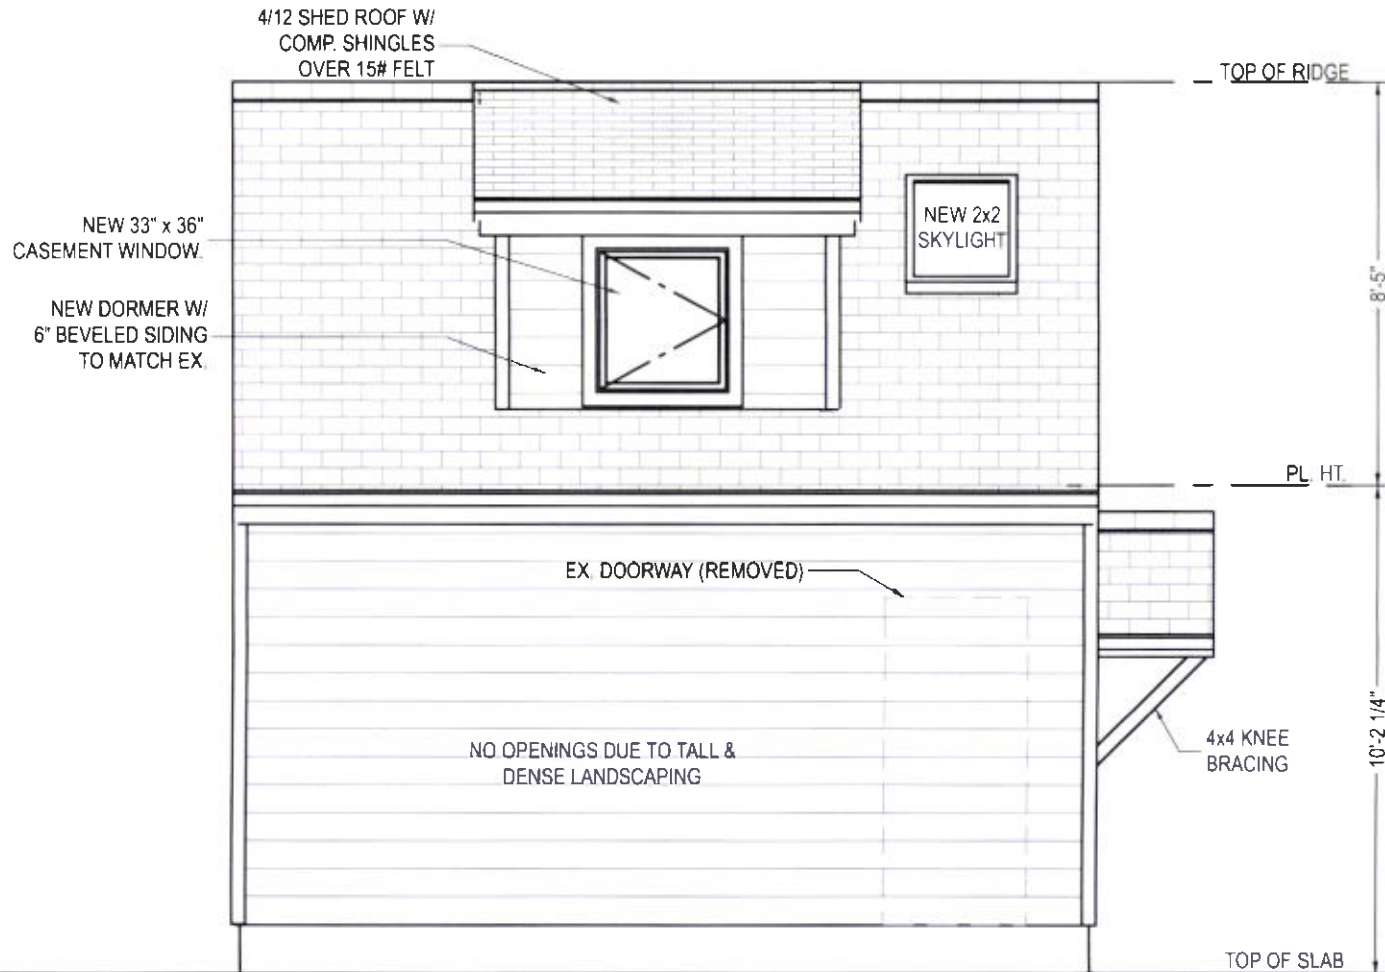 4/12 SHED ROOF W/
COMP. SHINGLES
OVER 15# FELT
TOP OF RIDGE
NEW 33" x 36"
CASEMENT WINDOW.
NEW 2x2
SKYLIGHT
8'-5"
NEW DORMER W/
6" BEVELED SIDING
TO MATCH EX.
PL. HT.
EX. DOORWAY (REMOVED)
NO OPENINGS DUE TO TALL &
DENSE LANDSCAPING
4x4 KNEE
BRACING
10'-2 1/4"
TOP OF SLAB